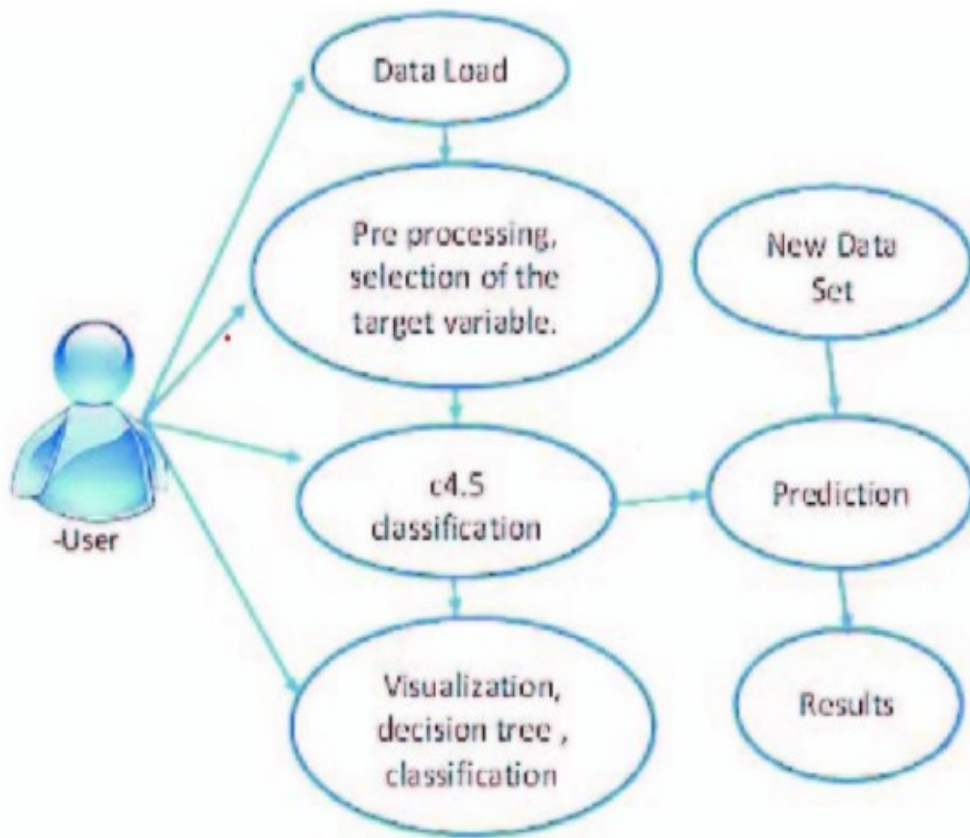 Data Load
Pre processing,
selection of the
target variable.
New Data
Set
c4.5
classification
Prediction
-User
Visualization,
decision tree ,
classification
Results